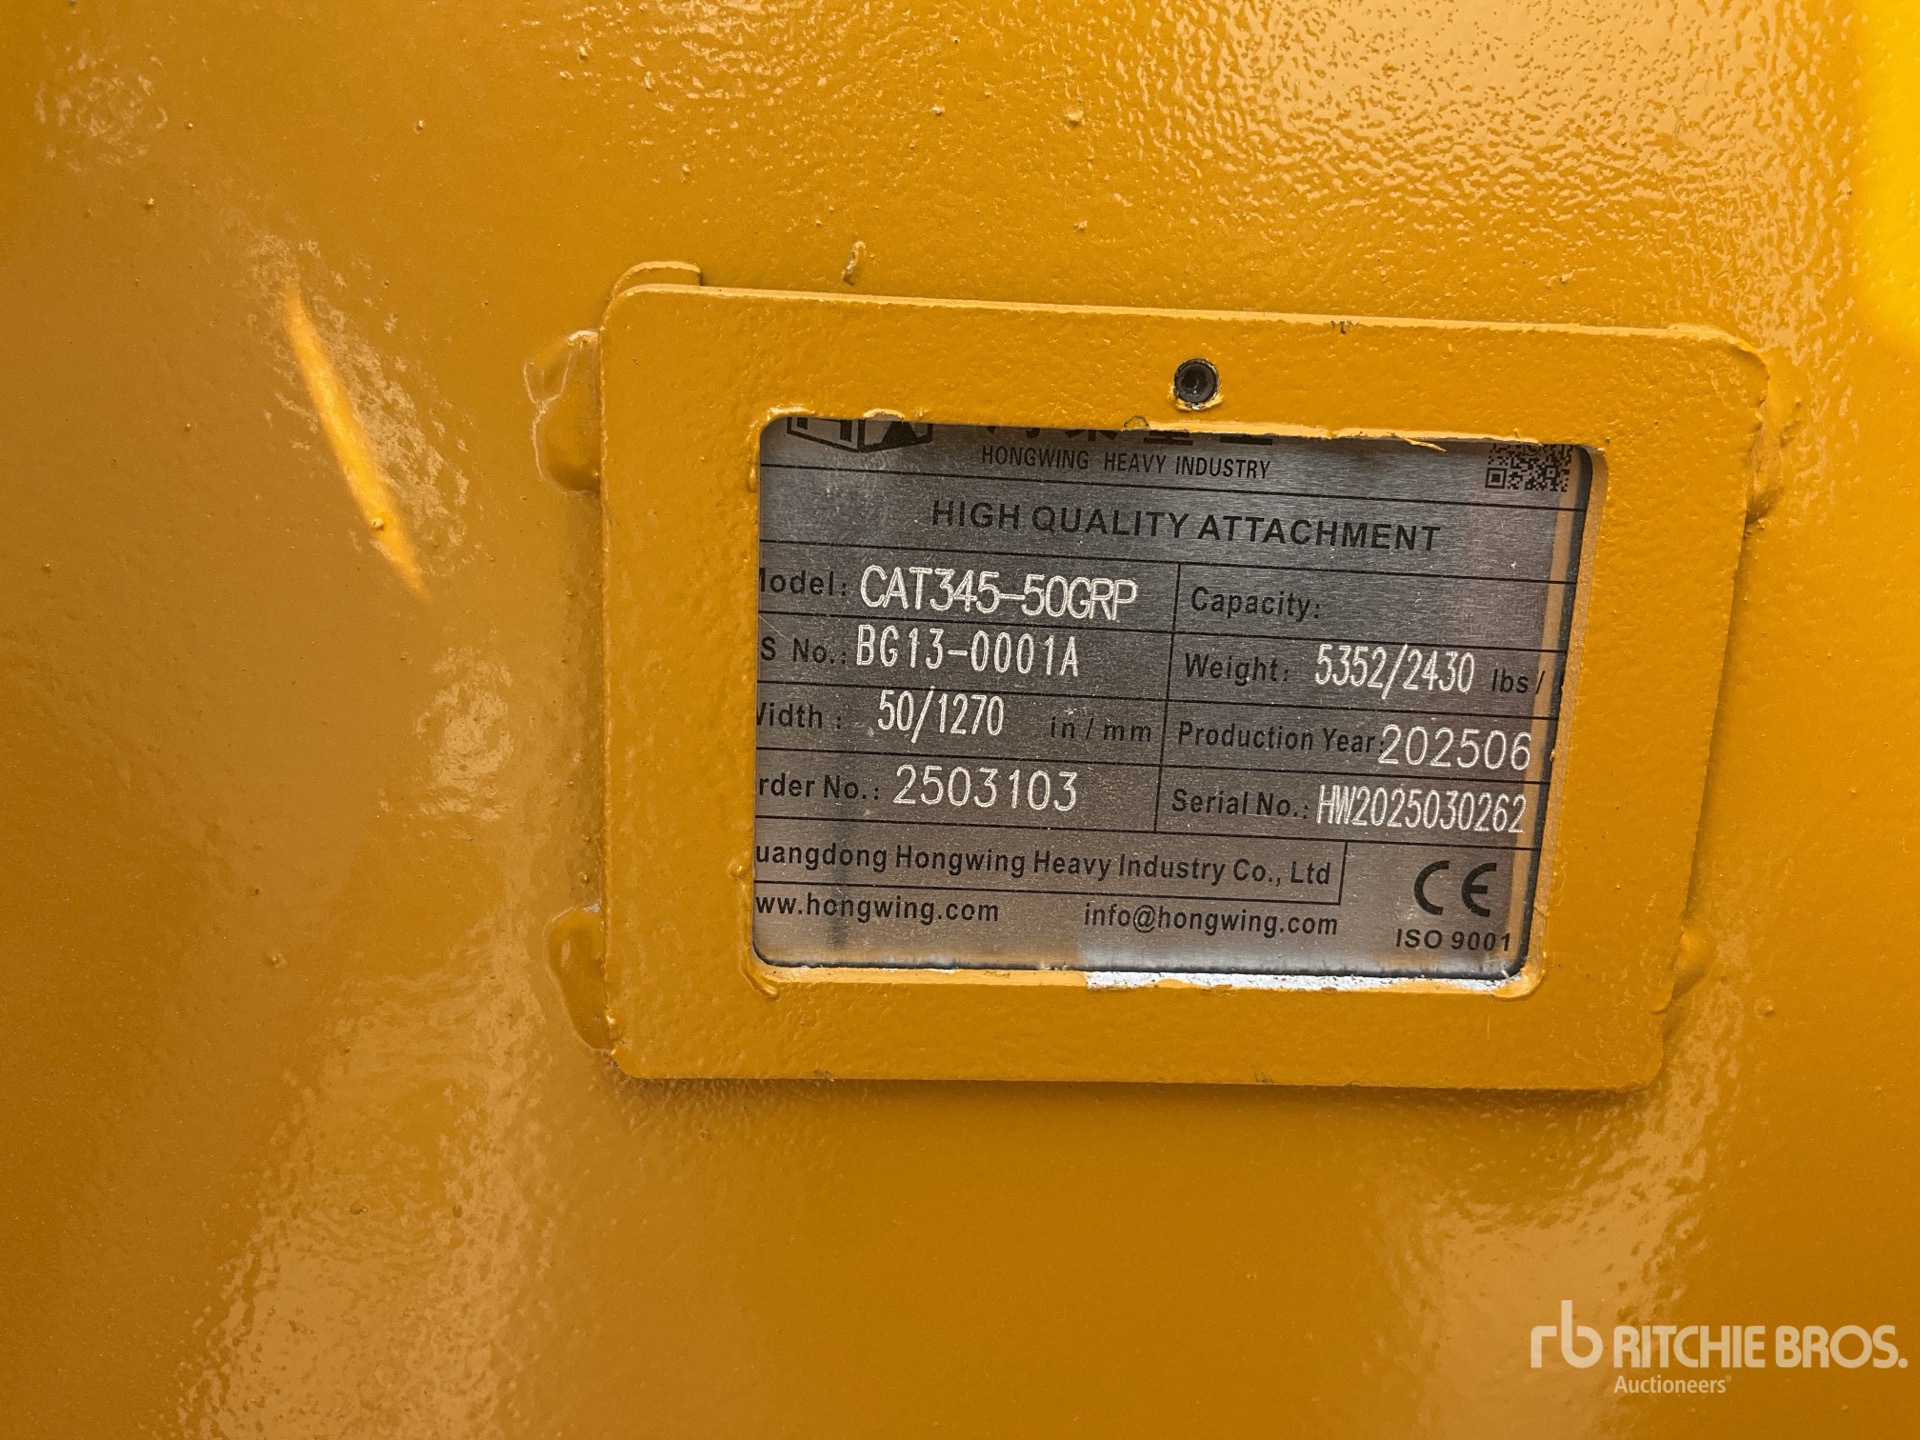 HONGWING HEAVY INDUSTRY
HIGH QUALITY ATTACHMENT
odel: CAT345-50GRP Capacity:
S No.: BG13-0001A Weight: 5352/2430 lbs/
idth : 50/1270 in/mm Production Year: 202506
rder No.: 2503103 Serial No.: HW2025030262
uangdong Hongwing Heavy Industry Co., Ltd
ww.hongwing.com info@hongwing.com CE
ISO 9001
rb RITCHIE BROS.
Auctioneers